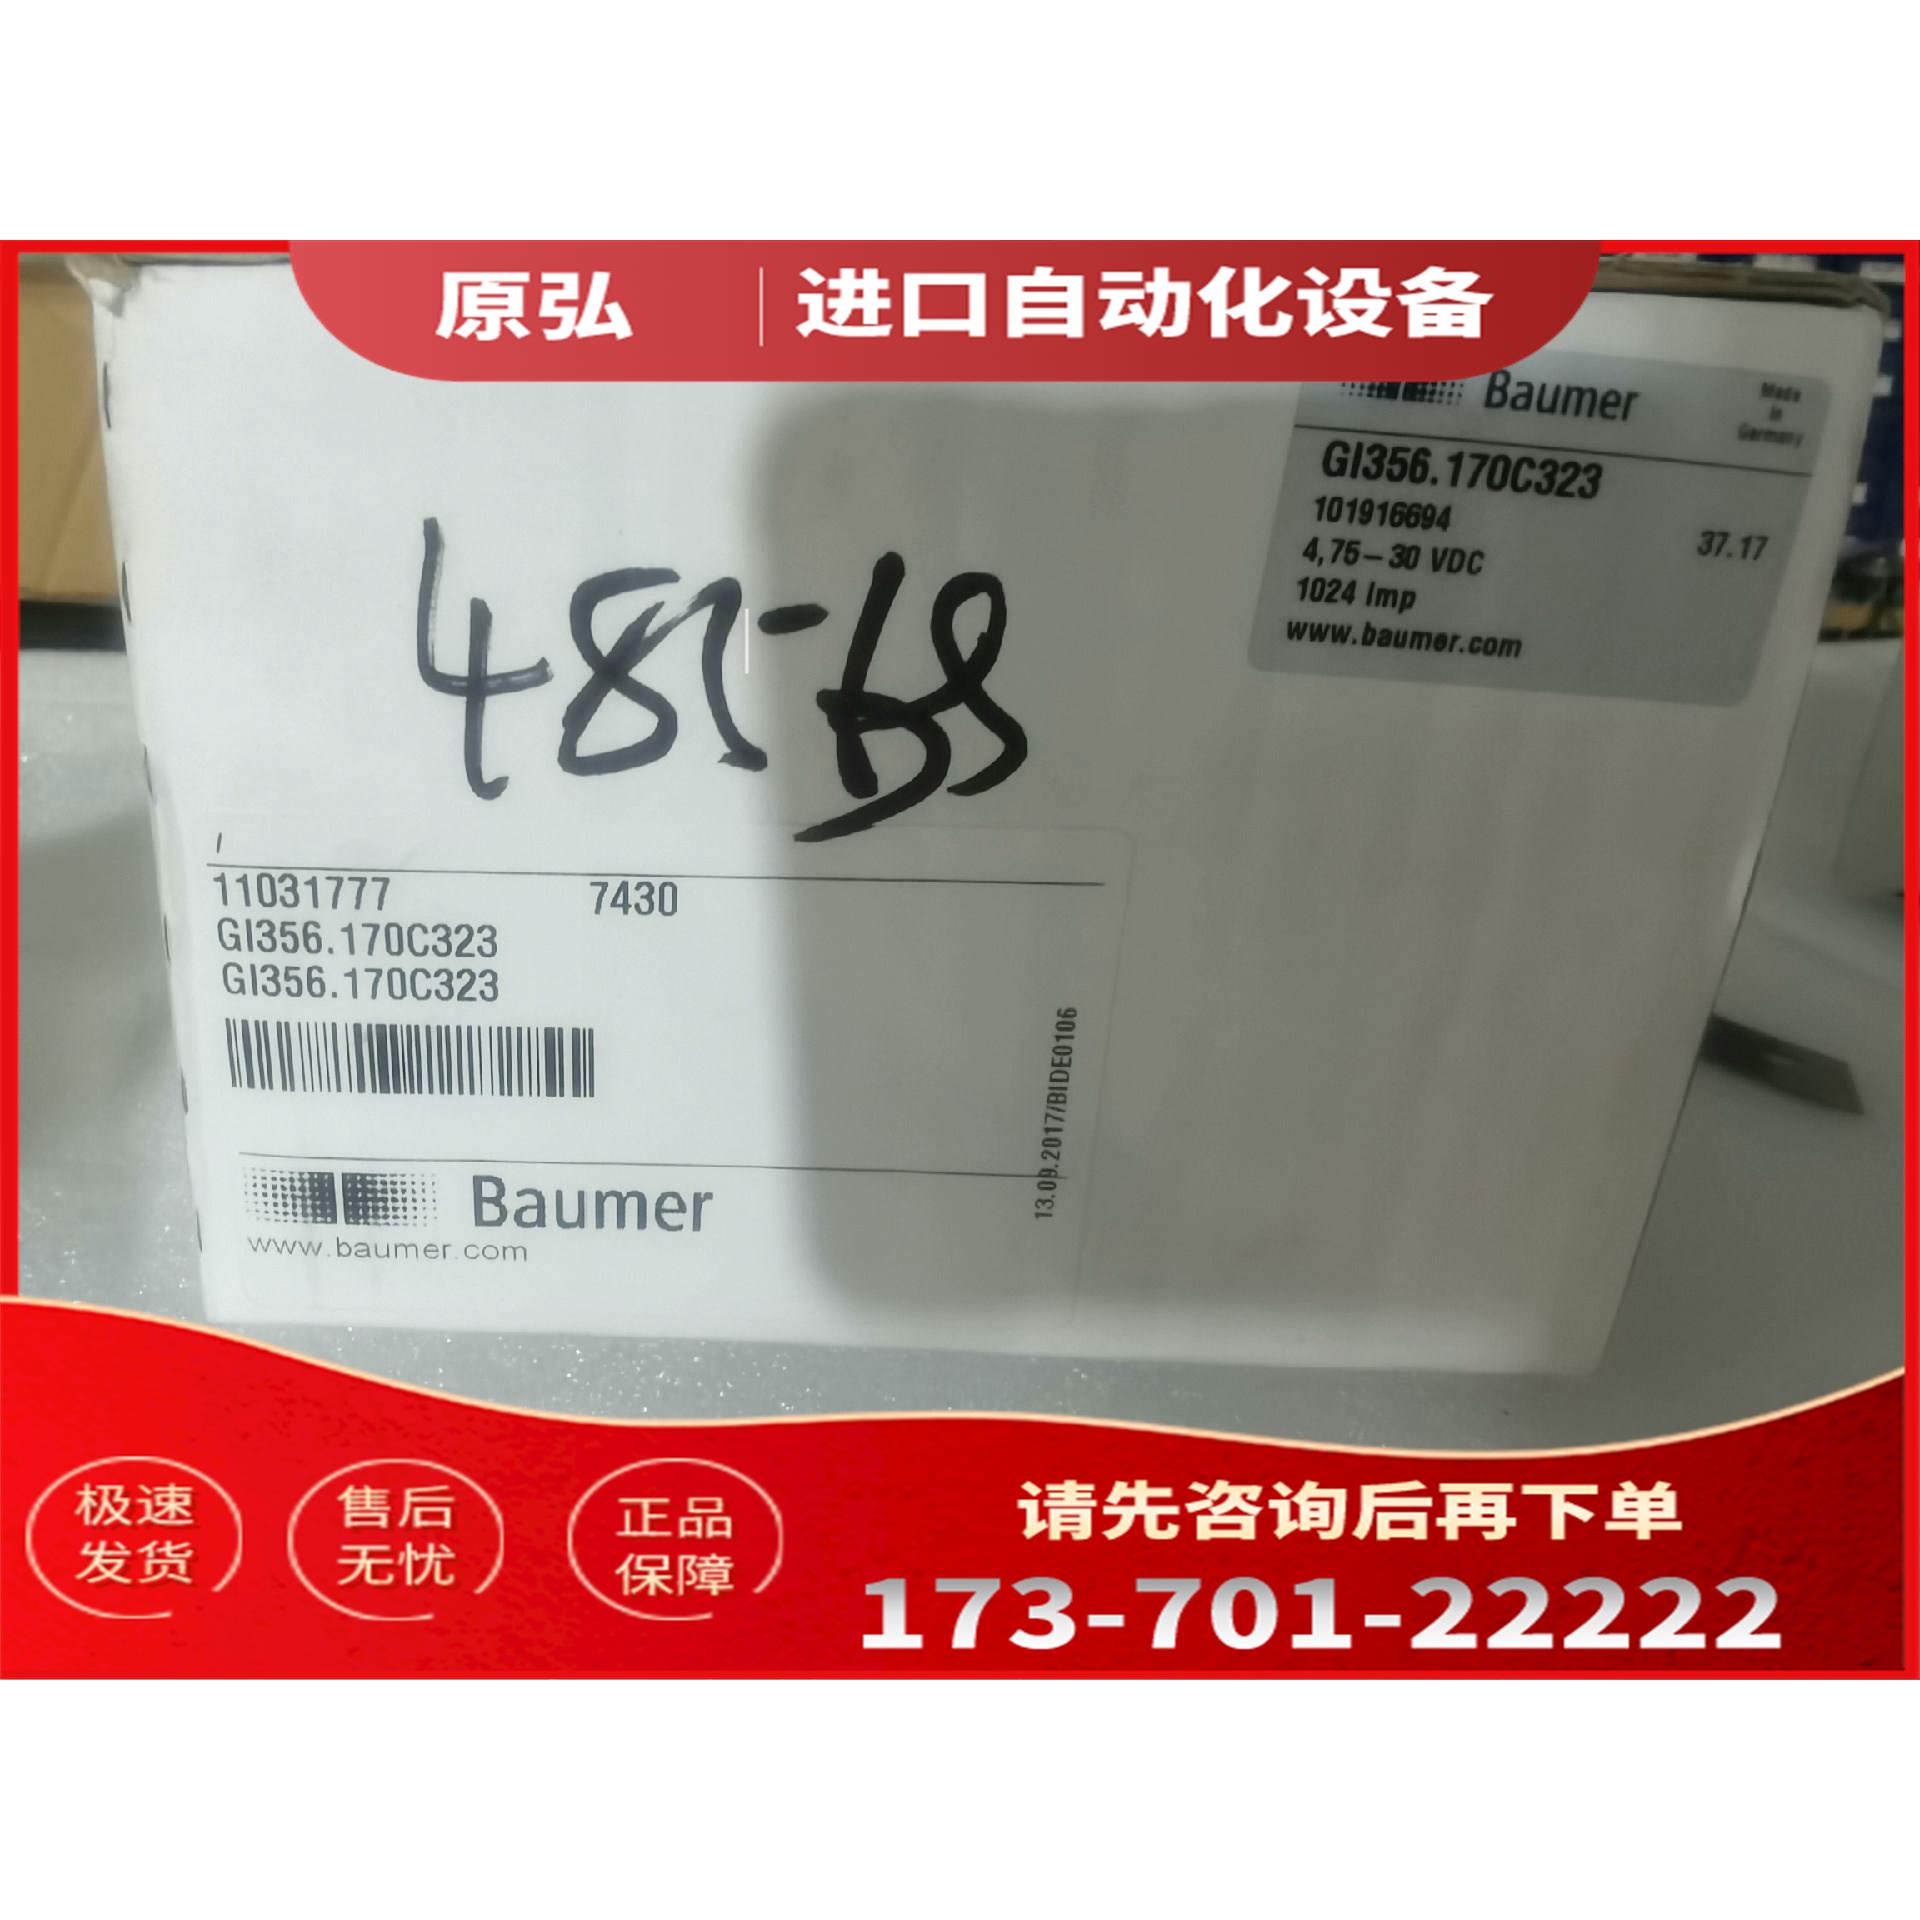 原弘 进口自动化设备
Baumer
Made
in
Germany
GI356.170C323
101916694
37.17
4,75–30 VDC
1024 Imp
www.baumer.com
11031777 7430
GI356.170C323
GI356.170C323
13.09.2017/BIDE0106
Baumer
www.baumer.com
极速
发货
售后
无忧
正品
保障
请先咨询后再下单
173-701-22222